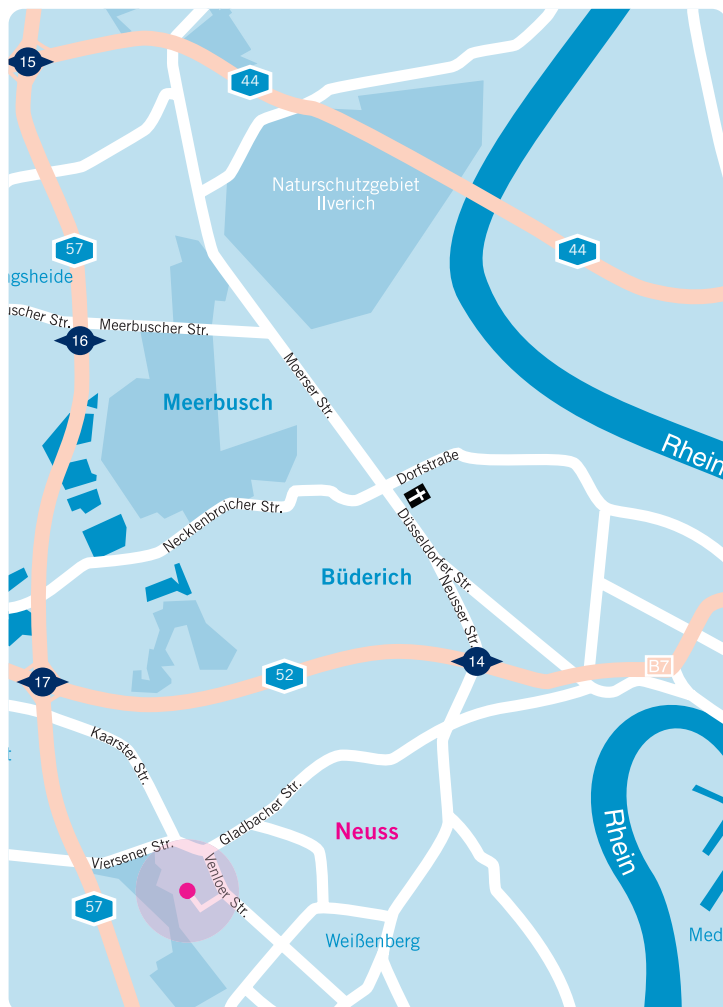 15
44
Naturschutzgebiet
Ilverich
57
44
ngsheide
uscher Str.
Meerbuscher Str.
16
Moerser Str.
Meerbusch
Rhein
Dorfstraße
Necklenbroicher Str.
Düsseldorfer Str.
Büderich
Neusser Str.
14
B7
52
17
Kaarster Str.
t
Gladbacher Str.
Neuss
Rhein
Viersener Str.
Venloer Str.
57
Weißenberg
Med